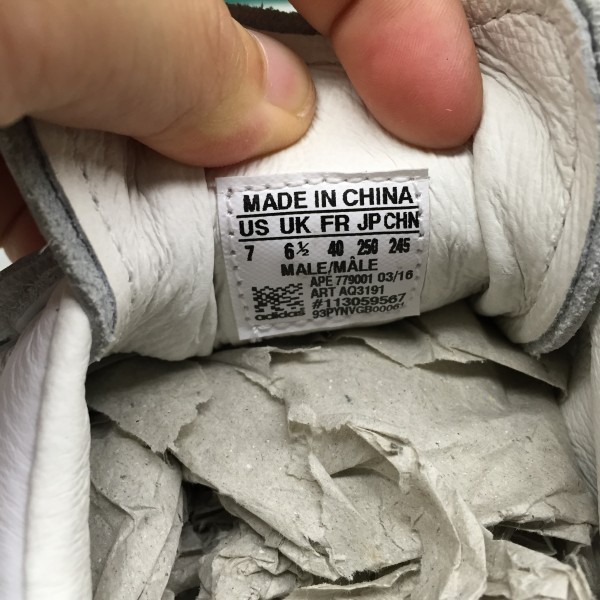 MADE IN CHINA
US UK FR JP CHN
7 6½ 40 250 245
MALE/MÂLE
APE 779001 03/16
ART AQ3191
#113059567
adidas 93PYNVGB00061